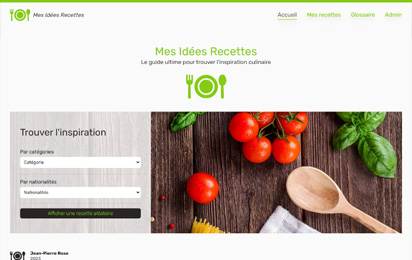 Mes Idées Recettes
Accueil
Mes recettes
Glossaire
Admin
Mes Idées Recettes
Le guide ultime pour trouver l'inspiration culinaire
Trouver l'inspiration
Par catégories
Catégorie
Par nationalités
Nationalités
Afficher une recette aléatoire
Jean-Pierre Rose
2023